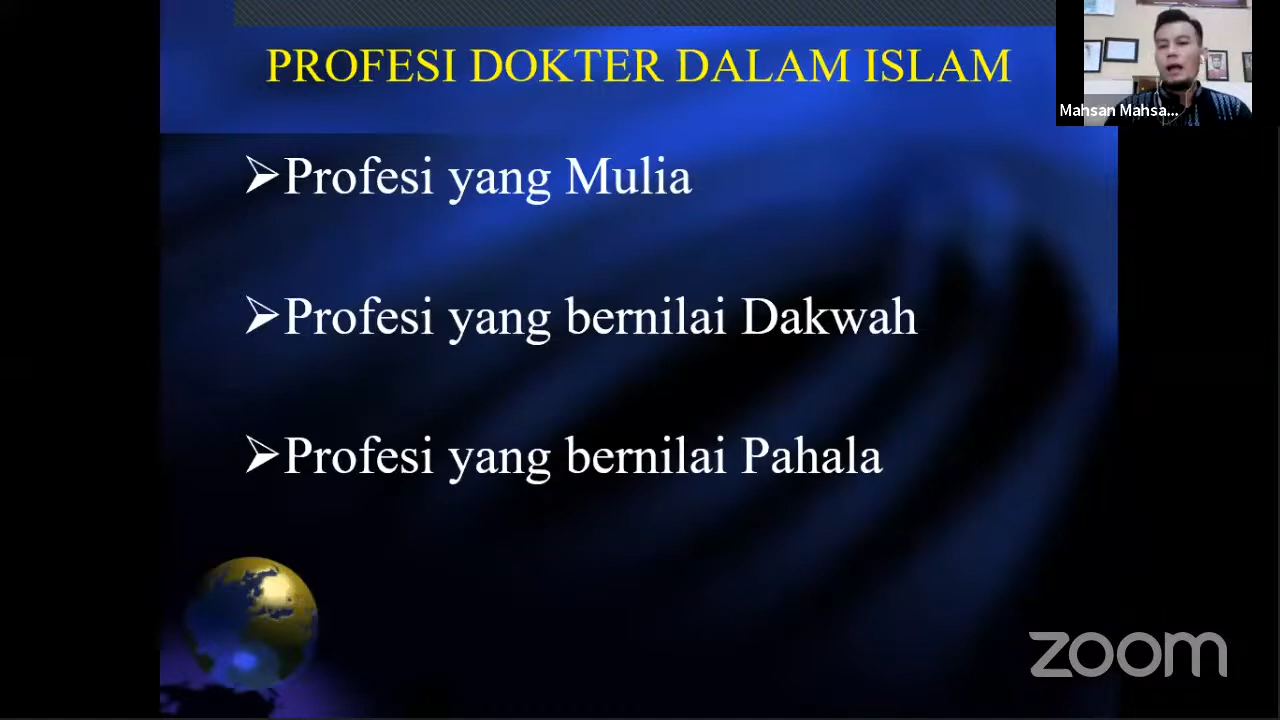 PROFESI DOKTER DALAM ISLAM
Mahsan Mahsa...
➢Profesi yang Mulia
➢Profesi yang bernilai Dakwah
➢Profesi yang bernilai Pahala
zoom